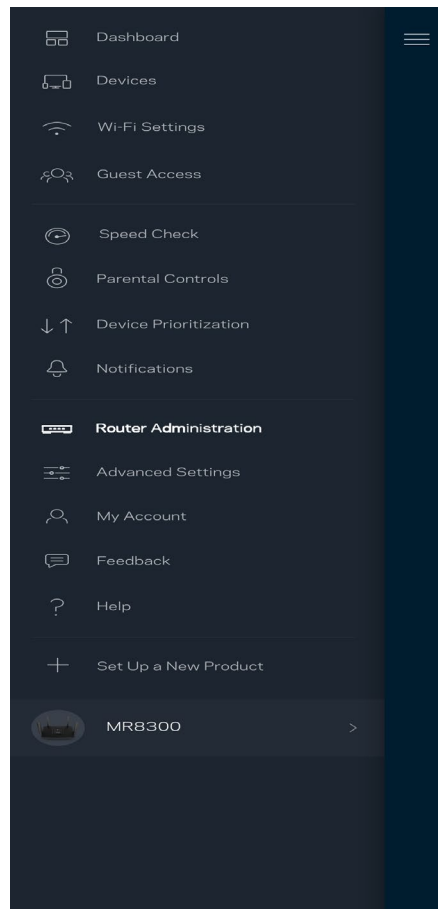 Dashboard
Devices
Wi-Fi Settings
Guest Access
Speed Check
Parental Controls
Device Prioritization
Notifications
Router Administration
Advanced Settings
My Account
Feedback
Help
Set Up a New Product
MR8300